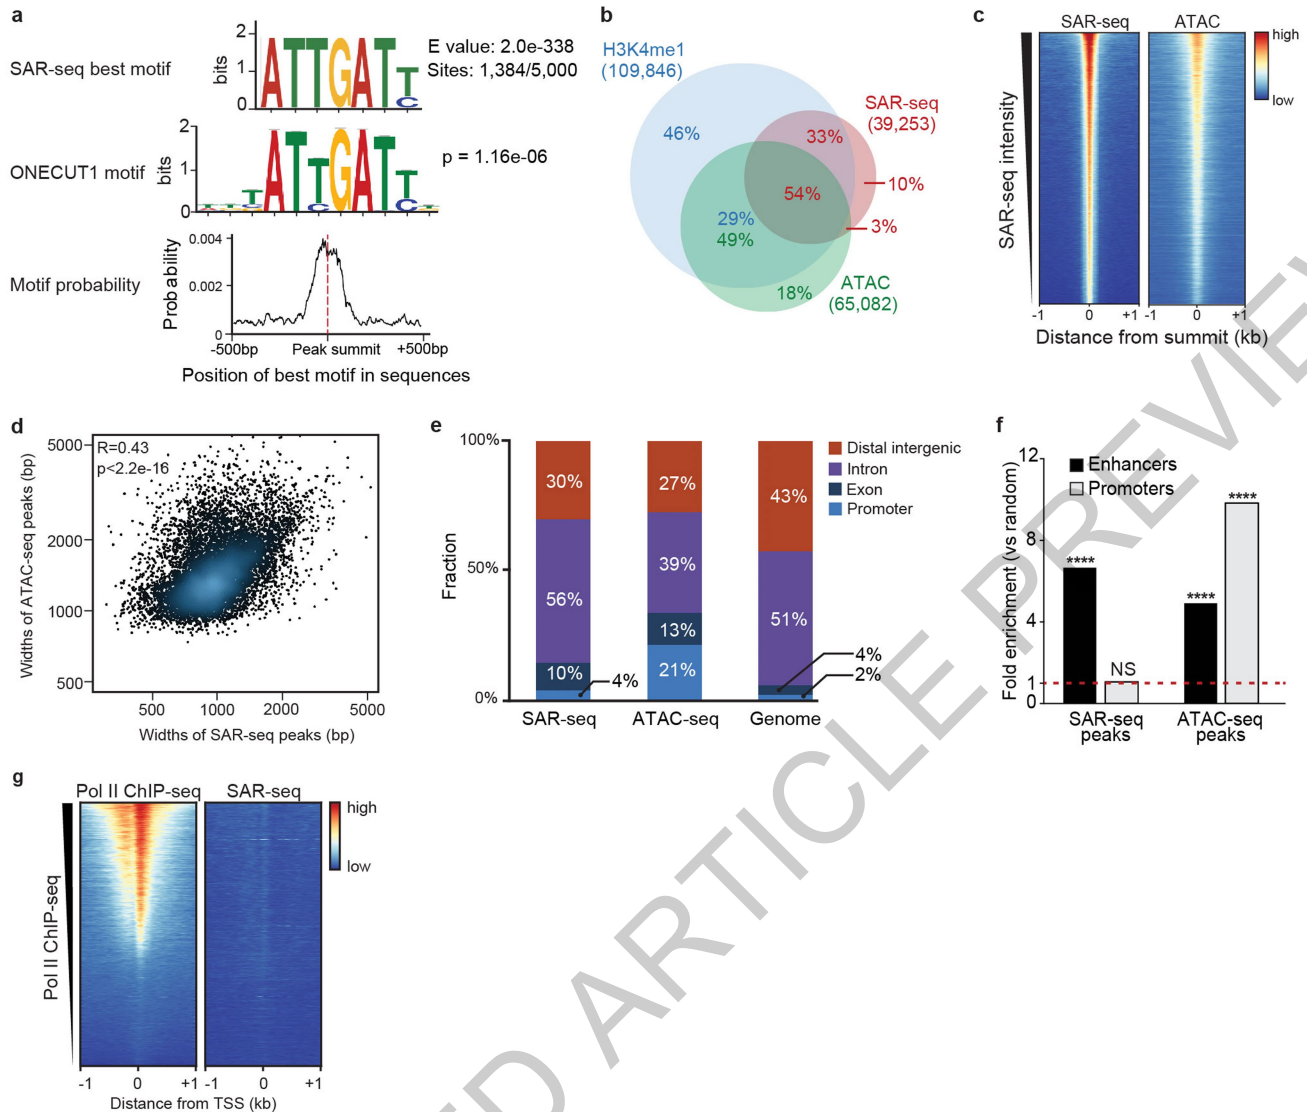 a
SAR-seq best motif
bits
2
1
0
ATTGATT
C
E value: 2.0e-338
Sites: 1,384/5,000
ONECUT1 motif
bits
2
1
0
TATTGATT
C C
p = 1.16e-06
Motif probability
Probability
0.004
0.002
0
-500bp
Peak summit
+500bp
Position of best motif in sequences
b
H3K4me1
(109,846)
SAR-seq
(39,253)
46%
33%
54%
10%
3%
29%
49%
18%
ATAC
(65,082)
c
SAR-seq
ATAC
high
low
SAR-seq intensity
-1 0 +1
-1 0 +1
Distance from summit (kb)
d
R=0.43
p<2.2e-16
Widths of ATAC-seq peaks (bp)
5000
2000
1000
500
500 1000 2000 5000
Widths of SAR-seq peaks (bp)
e
Fraction
100%
50%
0%
30%
56%
10%
4%
27%
39%
13%
21%
43%
51%
4%
2%
SAR-seq ATAC-seq Genome
Distal intergenic
Intron
Exon
Promoter
f
Fold enrichment (vs random)
12
8
4
1
0
Enhancers
Promoters
****
NS
****
****
SAR-seq
peaks
ATAC-seq
peaks
g
Pol II ChIP-seq
SAR-seq
high
low
Pol II ChIP-seq
-1 0 +1
-1 0 +1
Distance from TSS (kb)
ED ARTICLE PREVIEW